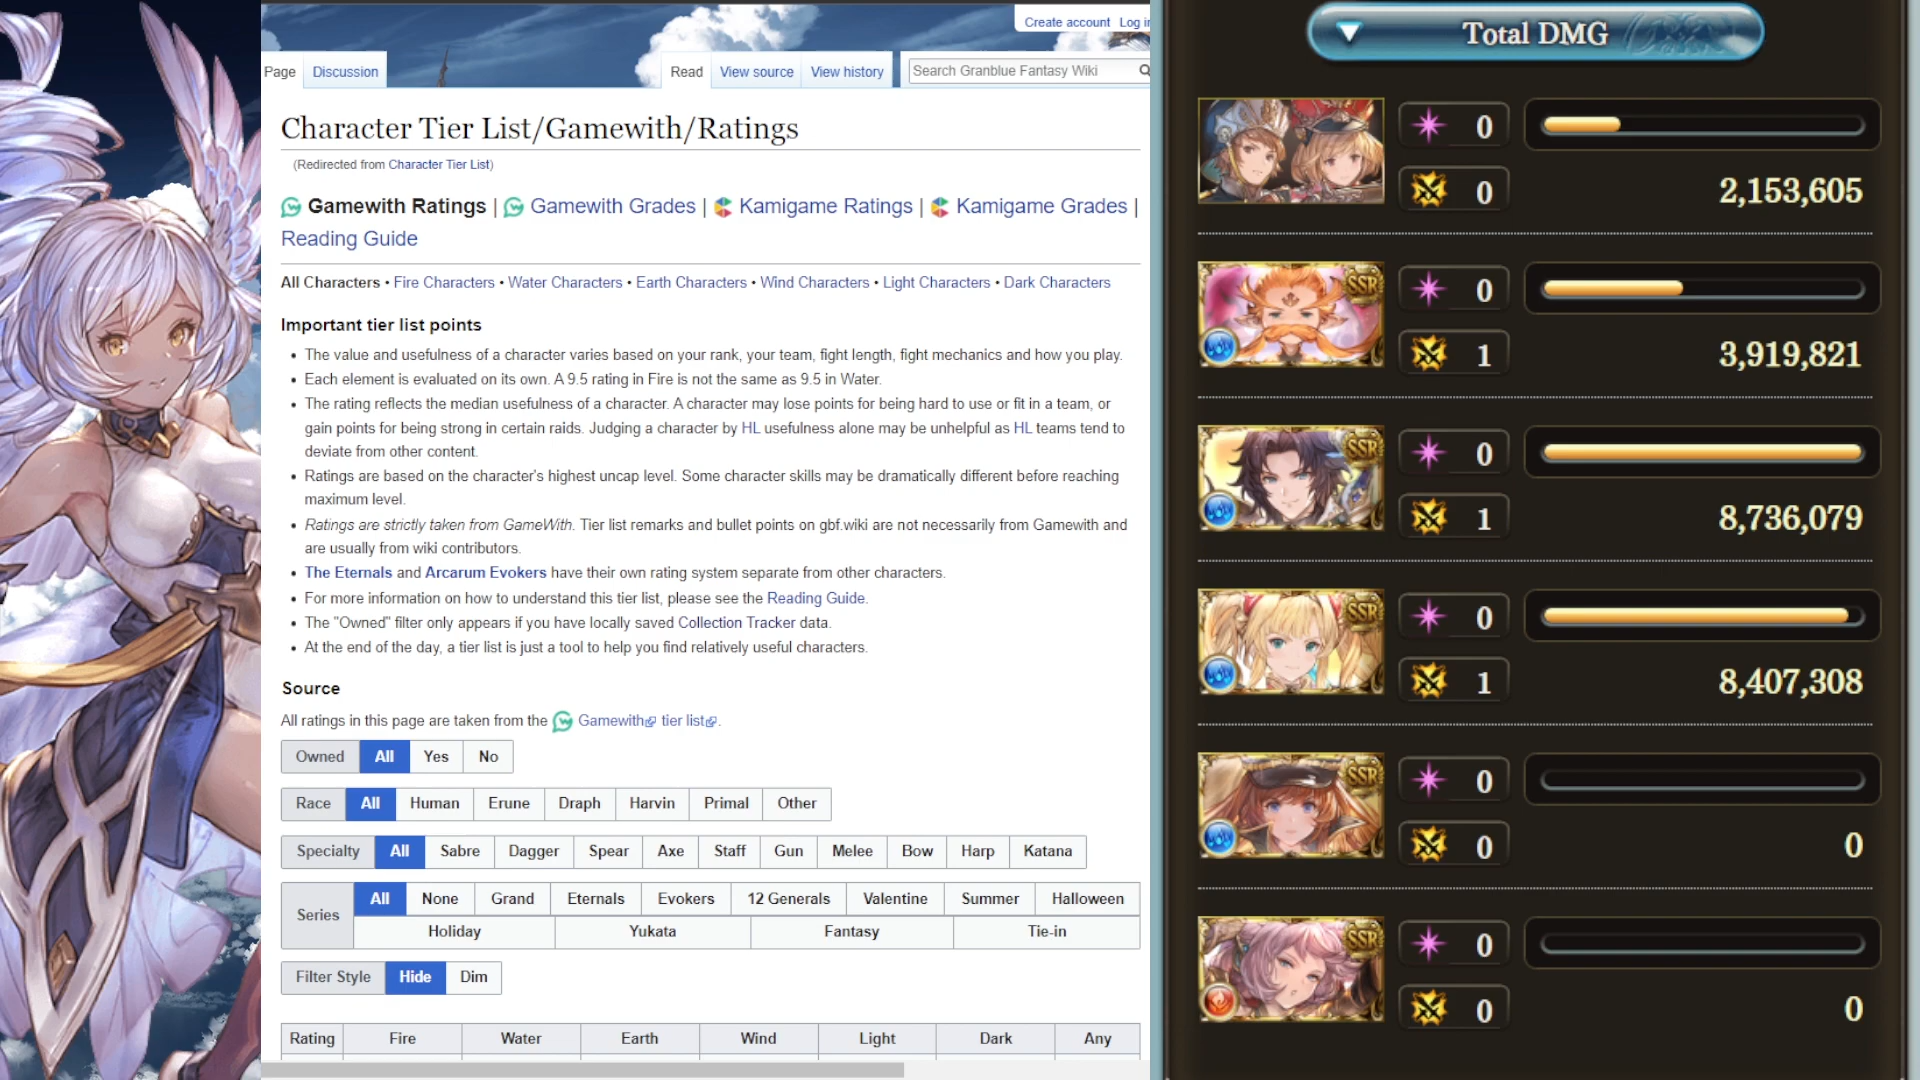 Create account Log in
Page Discussion Read View source View history Search Granblue Fantasy Wiki
Character Tier List/Gamewith/Ratings
(Redirected from Character Tier List)
Gamewith Ratings | Gamewith Grades | Kamigame Ratings | Kamigame Grades |
Reading Guide
All Characters • Fire Characters • Water Characters • Earth Characters • Wind Characters • Light Characters • Dark Characters
Important tier list points
• The value and usefulness of a character varies based on your rank, your team, fight length, fight mechanics and how you play.
• Each element is evaluated on its own. A 9.5 rating in Fire is not the same as 9.5 in Water.
• The rating reflects the median usefulness of a character. A character may lose points for being hard to use or fit in a team, or
gain points for being strong in certain raids. Judging a character by HL usefulness alone may be unhelpful as HL teams tend to
deviate from other content.
• Ratings are based on the character's highest uncap level. Some character skills may be dramatically different before reaching
maximum level.
• Ratings are strictly taken from GameWith. Tier list remarks and bullet points on gbf.wiki are not necessarily from Gamewith and
are usually from wiki contributors.
• The Eternals and Arcarum Evokers have their own rating system separate from other characters.
• For more information on how to understand this tier list, please see the Reading Guide.
• The "Owned" filter only appears if you have locally saved Collection Tracker data.
• At the end of the day, a tier list is just a tool to help you find relatively useful characters.
Source
All ratings in this page are taken from the Gamewith tier list.
Owned All Yes No
Race All Human Erune Draph Harvin Primal Other
Specialty All Sabre Dagger Spear Axe Staff Gun Melee Bow Harp Katana
Series All None Grand Eternals Evokers 12 Generals Valentine Summer Halloween
Holiday Yukata Fantasy Tie-in
Filter Style Hide Dim
Rating Fire Water Earth Wind Light Dark Any
Total DMG
0
0 2,153,605
SSR 0
1 3,919,821
SSR 0
1 8,736,079
SSR 0
1 8,407,308
SSR 0
0 0
SSR 0
0 0